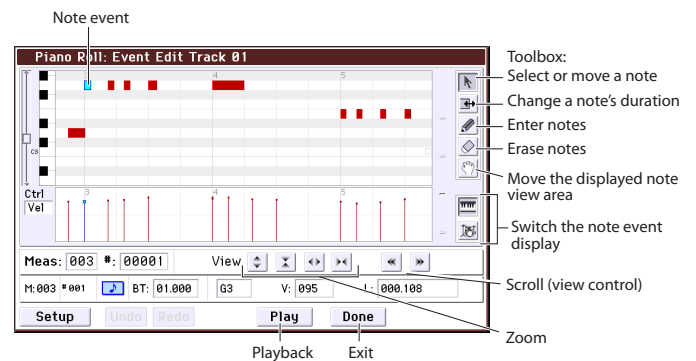 Note event
Piano Roll: Event Edit Track 01
Toolbox:
Select or move a note
Change a note's duration
Enter notes
Erase notes
Move the displayed note
view area
4
5
C3
C3
Ctrl
Vel
3
4
5
Switch the note event
display
Meas: 003 #: 00001 View
Scroll (view control)
M:003 #001 BT: 01.000 G3 V: 095 L: 000.108
Setup Undo Redo Play Done
Zoom
Playback Exit